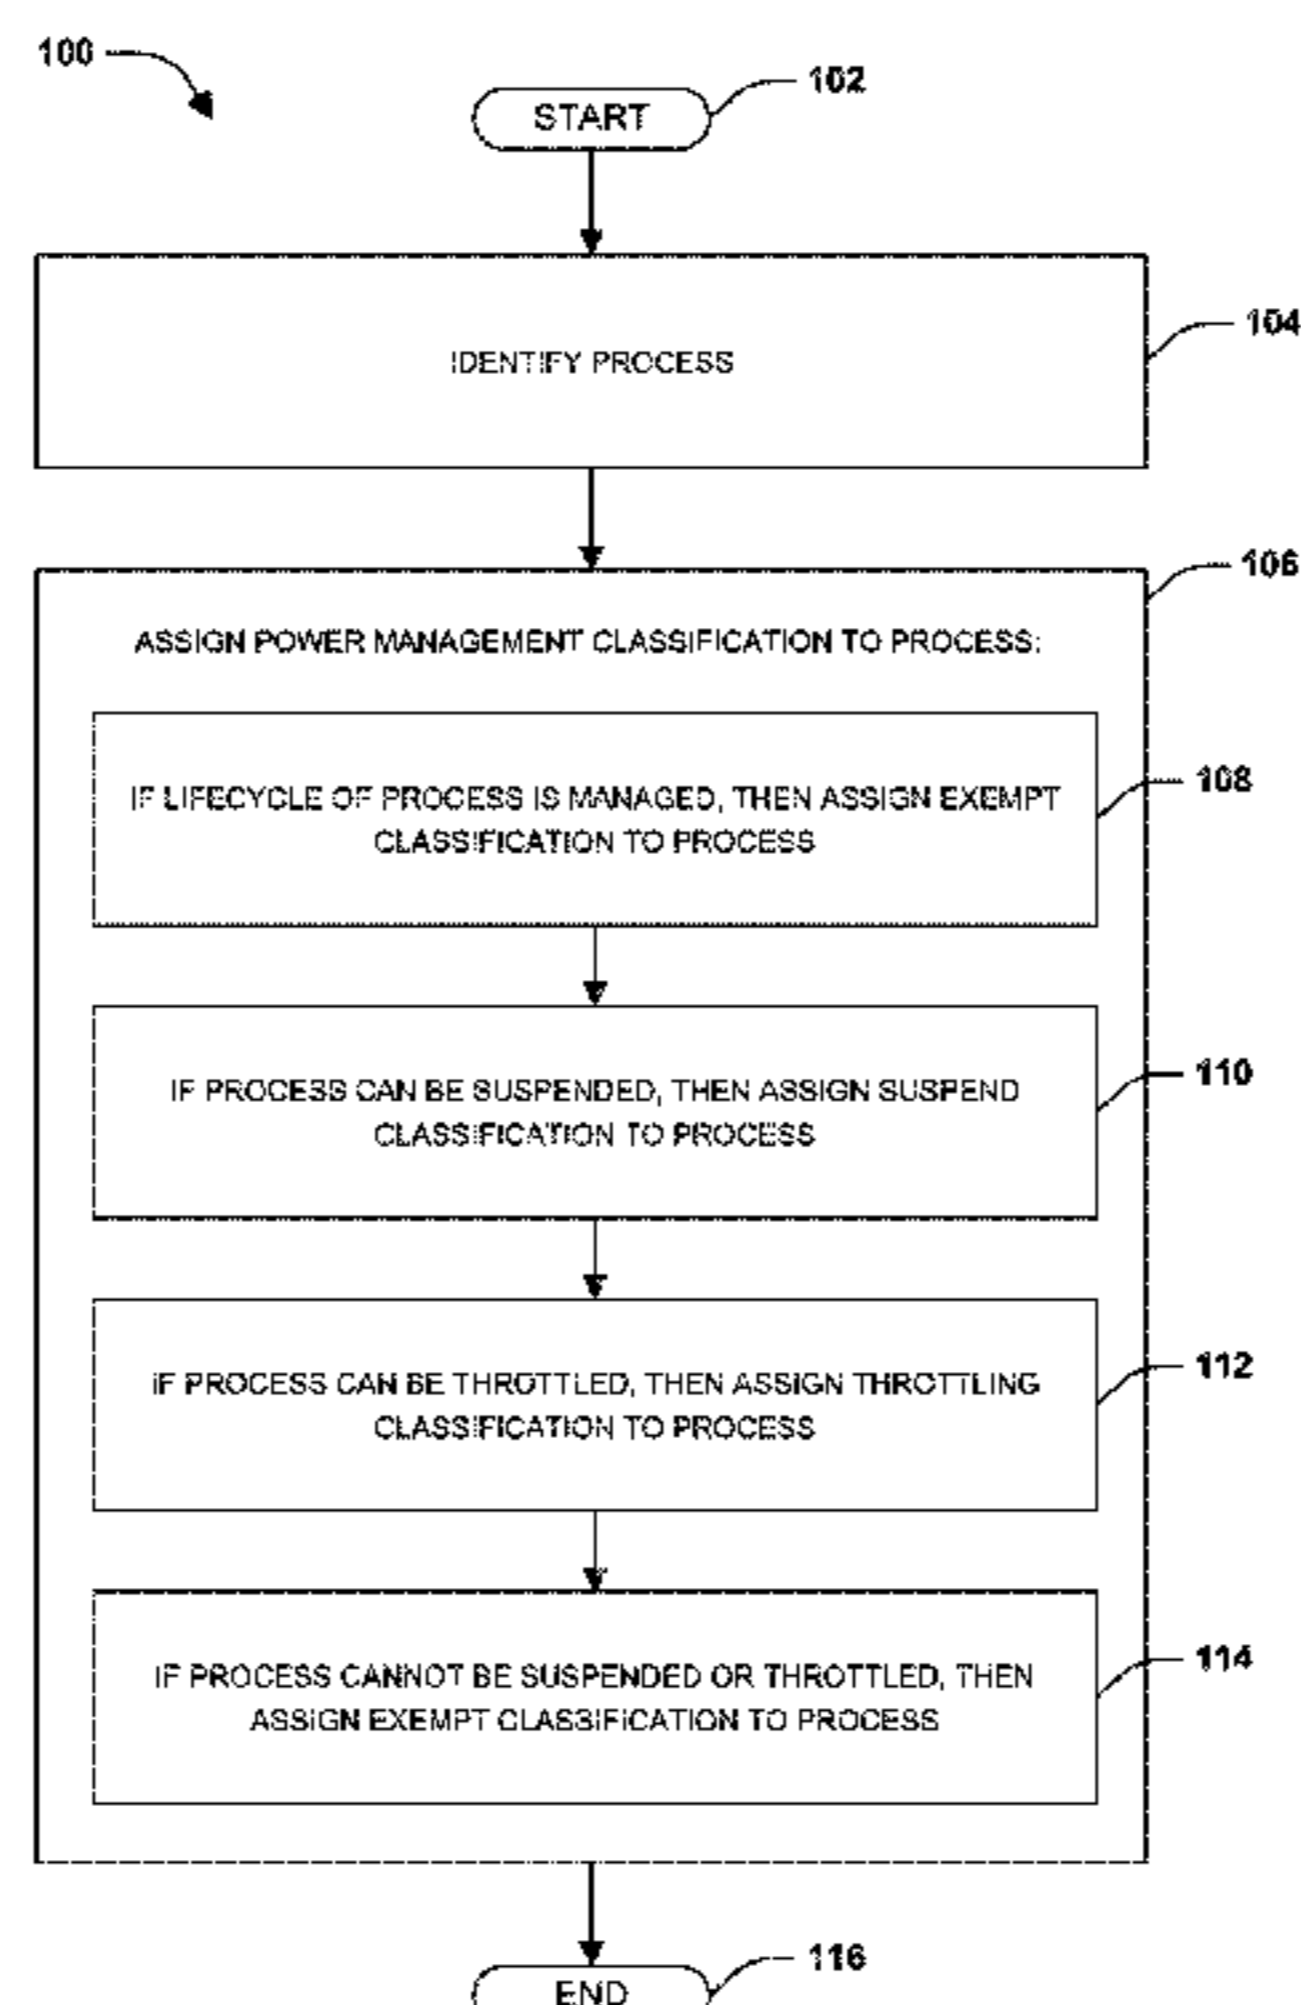 100
102
START
104
IDENTIFY PROCESS
106
ASSIGN POWER MANAGEMENT CLASSIFICATION TO PROCESS:
108
IF LIFECYCLE OF PROCESS IS MANAGED, THEN ASSIGN EXEMPT
CLASSIFICATION TO PROCESS
110
IF PROCESS CAN BE SUSPENDED, THEN ASSIGN SUSPEND
CLASSIFICATION TO PROCESS
112
IF PROCESS CAN BE THROTTLED, THEN ASSIGN THROTTLING
CLASSIFICATION TO PROCESS
114
IF PROCESS CANNOT BE SUSPENDED OR THROTTLED, THEN
ASSIGN EXEMPT CLASSIFICATION TO PROCESS
116
END